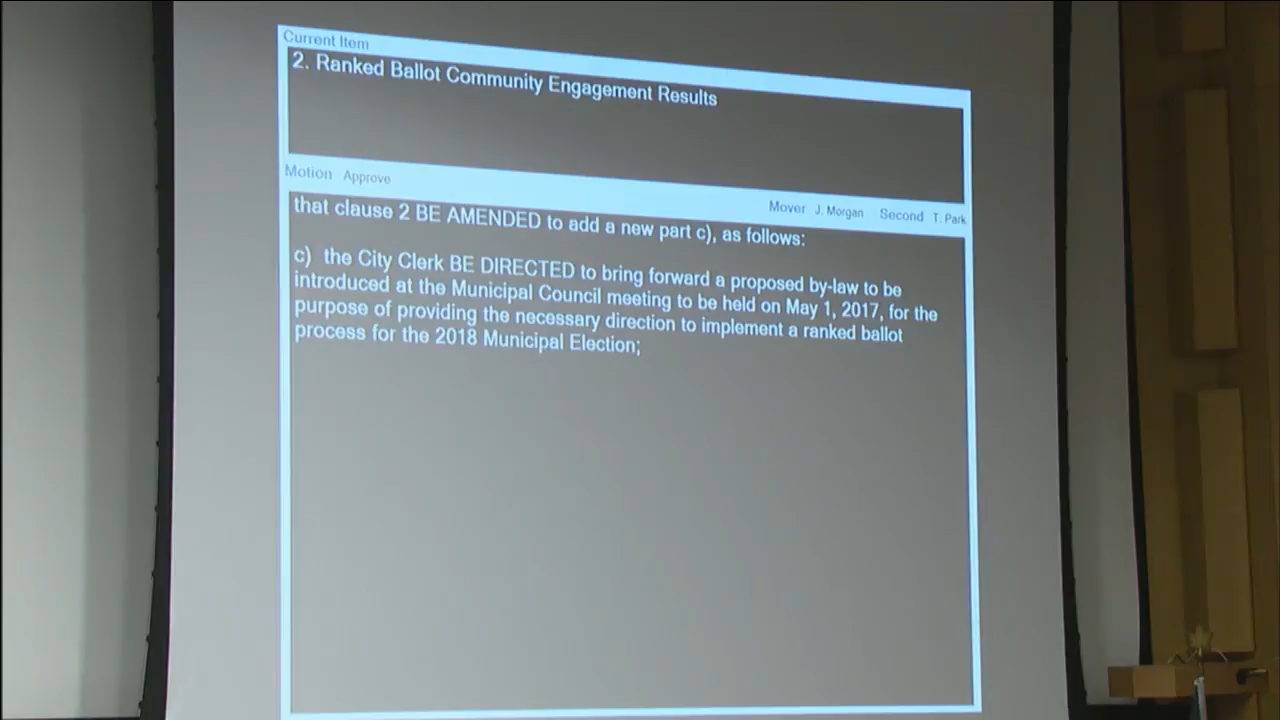 Current Item
2. Ranked Ballot Community Engagement Results
Motion Approve
Mover J. Morgan Second T. Park
that clause 2 BE AMENDED to add a new part c), as follows:
c) the City Clerk BE DIRECTED to bring forward a proposed by-law to be
introduced at the Municipal Council meeting to be held on May 1, 2017, for the
purpose of providing the necessary direction to implement a ranked ballot
process for the 2018 Municipal Election;